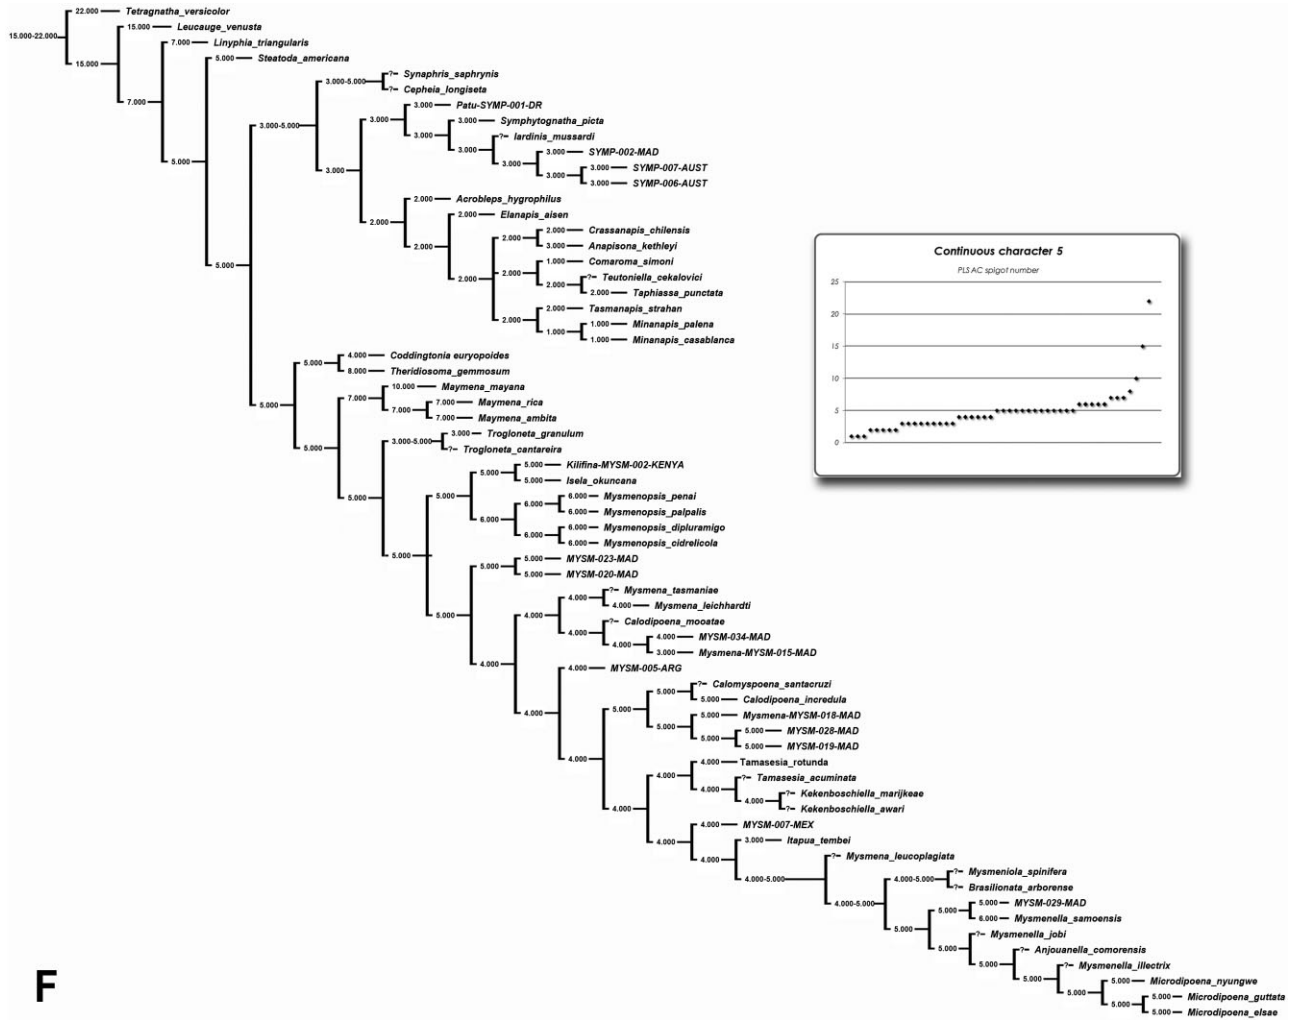 22.000 Tetragnatha_versicolor
15.000 Leucauge_venusta
15.000-22.000
7.000 Linyphia_triangularis
5.000 Steatoda_americana
15.000
?- Synaphris_saphrynis
3.000-5.000
?- Cepheia_longiseta
7.000
3.000 Patu-SYMP-001-DR
3.000
3.000 Symphytognatha_picta
3.000-5.000
3.000
?- Iardinis_mussardi
3.000
3.000 SYMP-002-MAD
5.000
3.000
3.000 SYMP-007-AUST
3.000
3.000
3.000 SYMP-006-AUST
2.000 Acrobleps_hygrophilus
2.000 Elanapis_aisen
2.000
2.000 Crassanapis_chilensis
2.000
2.000
3.000 Anapisona_kethleyi
1.000 Comaroma_simoni
5.000
2.000
2.000
?- Teutoniella_cekalovici
2.000
2.000 Taphiassa_punctata
2.000 Tasmanapis_strahan
2.000
1.000 Minanapis_palena
1.000
1.000 Minanapis_casablanca
4.000 Coddingtonia euryopoides
5.000
8.000 Theridiosoma_gemmosum
10.000 Maymena_mayana
7.000
7.000 Maymena_rica
5.000
7.000
7.000 Maymena_ambita
3.000 Trogloneta_granulum
3.000-5.000
5.000
?- Trogloneta_cantareira
5.000 Kilifina-MYSM-002-KENYA
5.000
5.000 Isela_okuncana
5.000
5.000
6.000 Mysmenopsis_penai
6.000
6.000 Mysmenopsis_palpalis
6.000
6.000 Mysmenopsis_dipluramigo
6.000
6.000 Mysmenopsis_cidrelicola
5.000
5.000 MYSM-023-MAD
5.000
5.000 MYSM-020-MAD
?- Mysmena_tasmaniae
4.000
4.000 Mysmena_leichhardti
5.000
4.000
?- Calodipoena_mooatae
4.000
4.000 MYSM-034-MAD
4.000
3.000 Mysmena-MYSM-015-MAD
4.000
4.000 MYSM-005-ARG
?- Calomyspoena_santacruzi
5.000
5.000 Calodipoena_incredula
5.000
4.000
5.000 Mysmena-MYSM-018-MAD
5.000
5.000 MYSM-028-MAD
5.000
5.000 MYSM-019-MAD
4.000
4.000 Tamasesia_rotunda
4.000
?- Tamasesia_acuminata
4.000
?- Kekenboschiella_marijkeae
4.000
4.000
?- Kekenboschiella_awari
4.000 MYSM-007-MEX
4.000
3.000 Itapua_tembei
4.000
?- Mysmena_leucoplagiata
4.000-5.000
?- Mysmeniola_spinifera
4.000-5.000
?- Brasilionata_arborense
4.000-5.000
5.000 MYSM-029-MAD
5.000
6.000 Mysmenella_samoensis
5.000
?- Mysmenella_jobi
5.000
?- Anjouanella_comorensis
5.000
?- Mysmenella_illectrix
5.000
5.000 Microdipoena_nyungwe
5.000
5.000 Microdipoena_guttata
5.000
5.000 Microdipoena_elsae
Continuous character 5
PLS AC spigot number
25
20
15
10
5
0
F